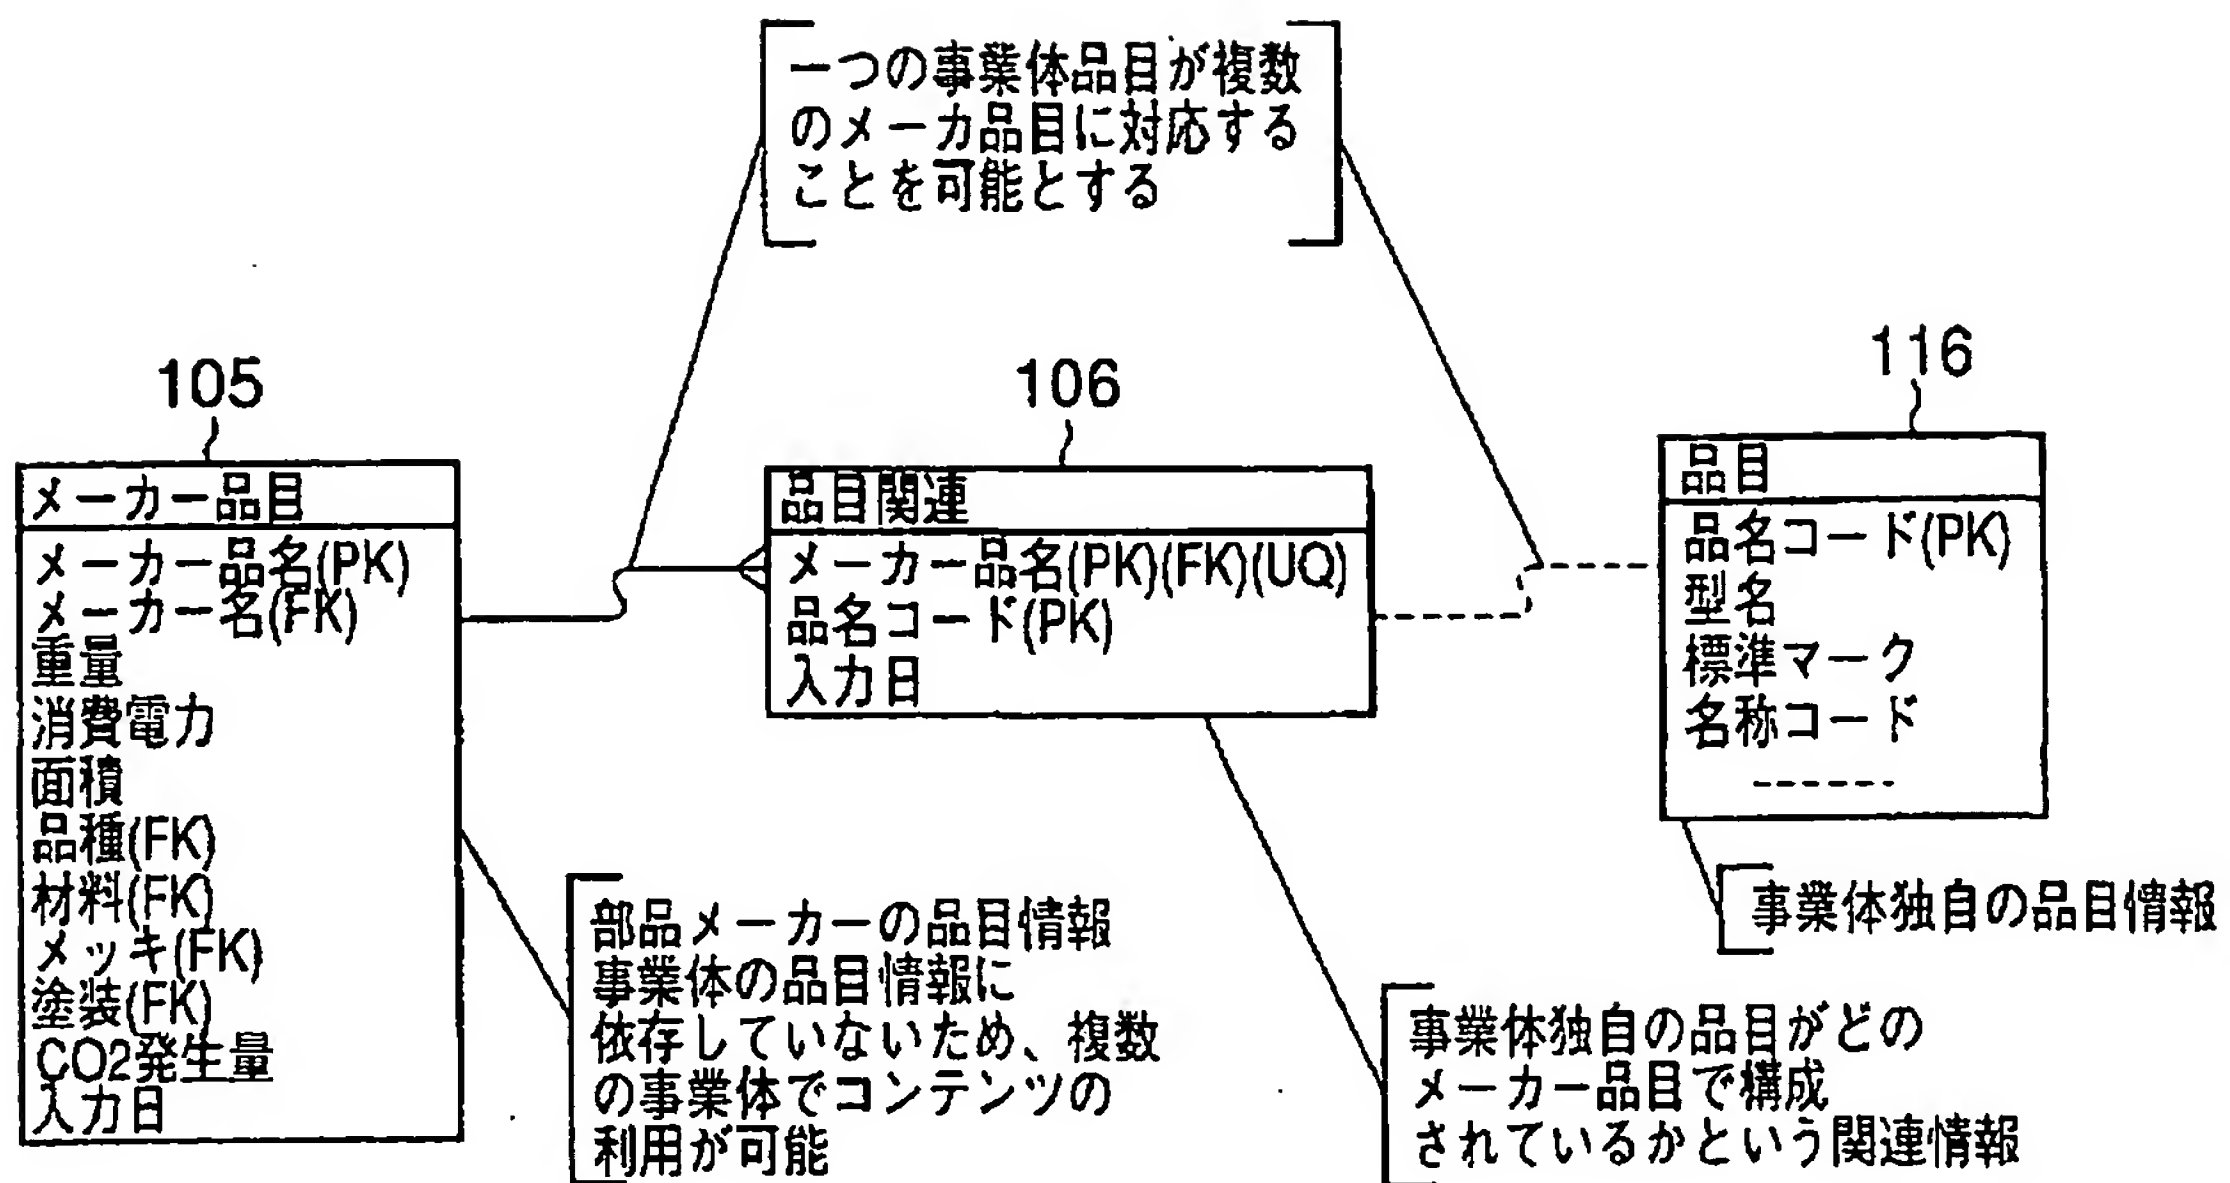 一つの事業体品目が複数
のメーカ品目に対応する
ことを可能とする
105
メーカー品目
メーカー品名(PK)
メーカー名(FK)
重量
消費電力
面積
品種(FK)
材料(FK)
メッキ(FK)
塗装(FK)
CO2発生量
入力日
106
品目関連
メーカー品名(PK)(FK)(UQ)
品名コード(PK)
入力日
116
品目
品名コード(PK)
型名
標準マーク
名称コード
部品メーカーの品目情報
事業体の品目情報に
依存していないため、複数
の事業体でコンテンツの
利用が可能
事業体独自の品目情報
事業体独自の品目がどの
メーカー品目で構成
されているかという関連情報